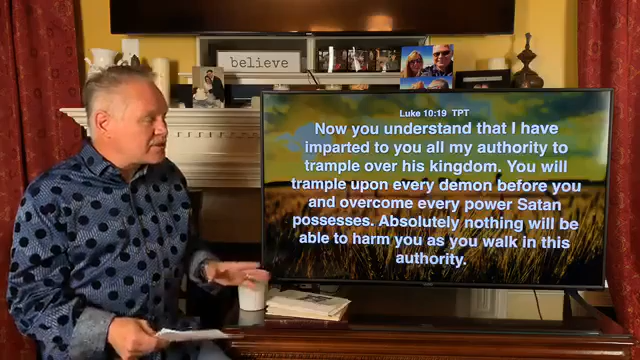 believe
Luke 10:19 TPT
Now you understand that I have
imparted to you all my authority to
trample over his kingdom. You will
trample upon every demon before you
and overcome every power Satan
possesses. Absolutely nothing will be
able to harm you as you walk in this
authority.